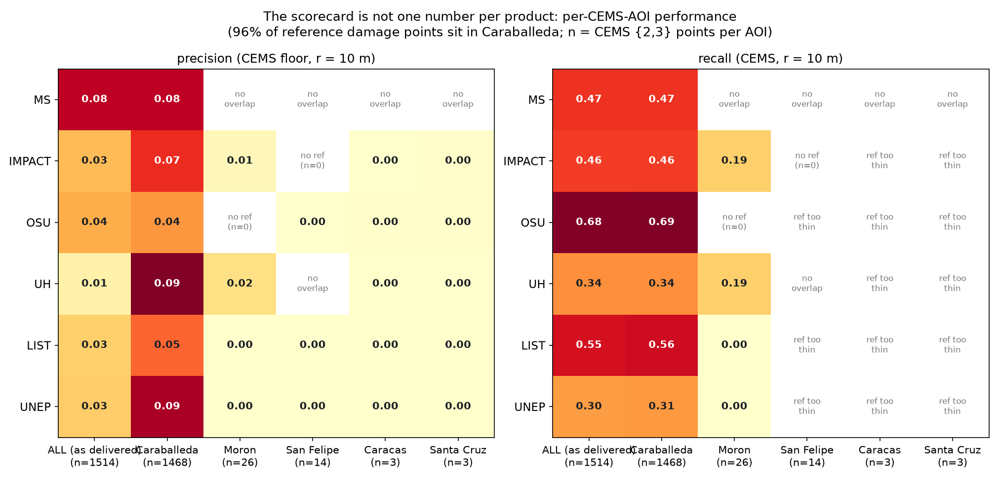 The scorecard is not one number per product: per-CEMS-AOI performance
(96% of reference damage points sit in Caraballeda; n = CEMS {2,3} points per AOI)
precision (CEMS floor, r = 10 m)
MS 0.08 0.08 no overlap no overlap no overlap no overlap
IMPACT 0.03 0.07 0.01 no ref (n=0) 0.00 0.00
OSU 0.04 0.04 no ref (n=0) 0.00 0.00 0.00
UH 0.01 0.09 0.02 no overlap 0.00 0.00
LIST 0.03 0.05 0.00 0.00 0.00 0.00
UNEP 0.03 0.09 0.00 0.00 0.00 0.00
ALL (as delivered) Caraballeda Moron San Felipe Caracas Santa Cruz
(n=1514) (n=1468) (n=26) (n=14) (n=3) (n=3)
recall (CEMS, r = 10 m)
MS 0.47 0.47 no overlap no overlap no overlap no overlap
IMPACT 0.46 0.46 0.19 no ref (n=0) ref too thin ref too thin
OSU 0.68 0.69 no ref (n=0) ref too thin ref too thin ref too thin
UH 0.34 0.34 0.19 no overlap ref too thin ref too thin
LIST 0.55 0.56 0.00 ref too thin ref too thin ref too thin
UNEP 0.30 0.31 0.00 ref too thin ref too thin ref too thin
ALL (as delivered) Caraballeda Moron San Felipe Caracas Santa Cruz
(n=1514) (n=1468) (n=26) (n=14) (n=3) (n=3)